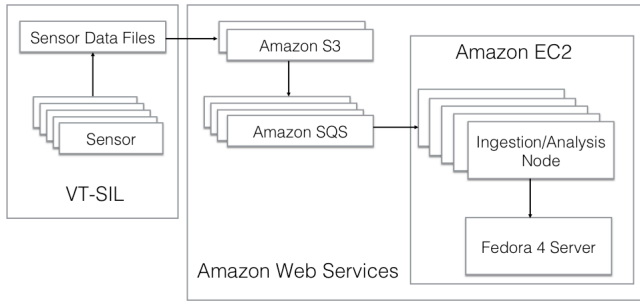 Sensor Data Files
Sensor
VT-SIL
Amazon S3
Amazon SQS
Amazon EC2
Ingestion/Analysis
Node
Fedora 4 Server
Amazon Web Services